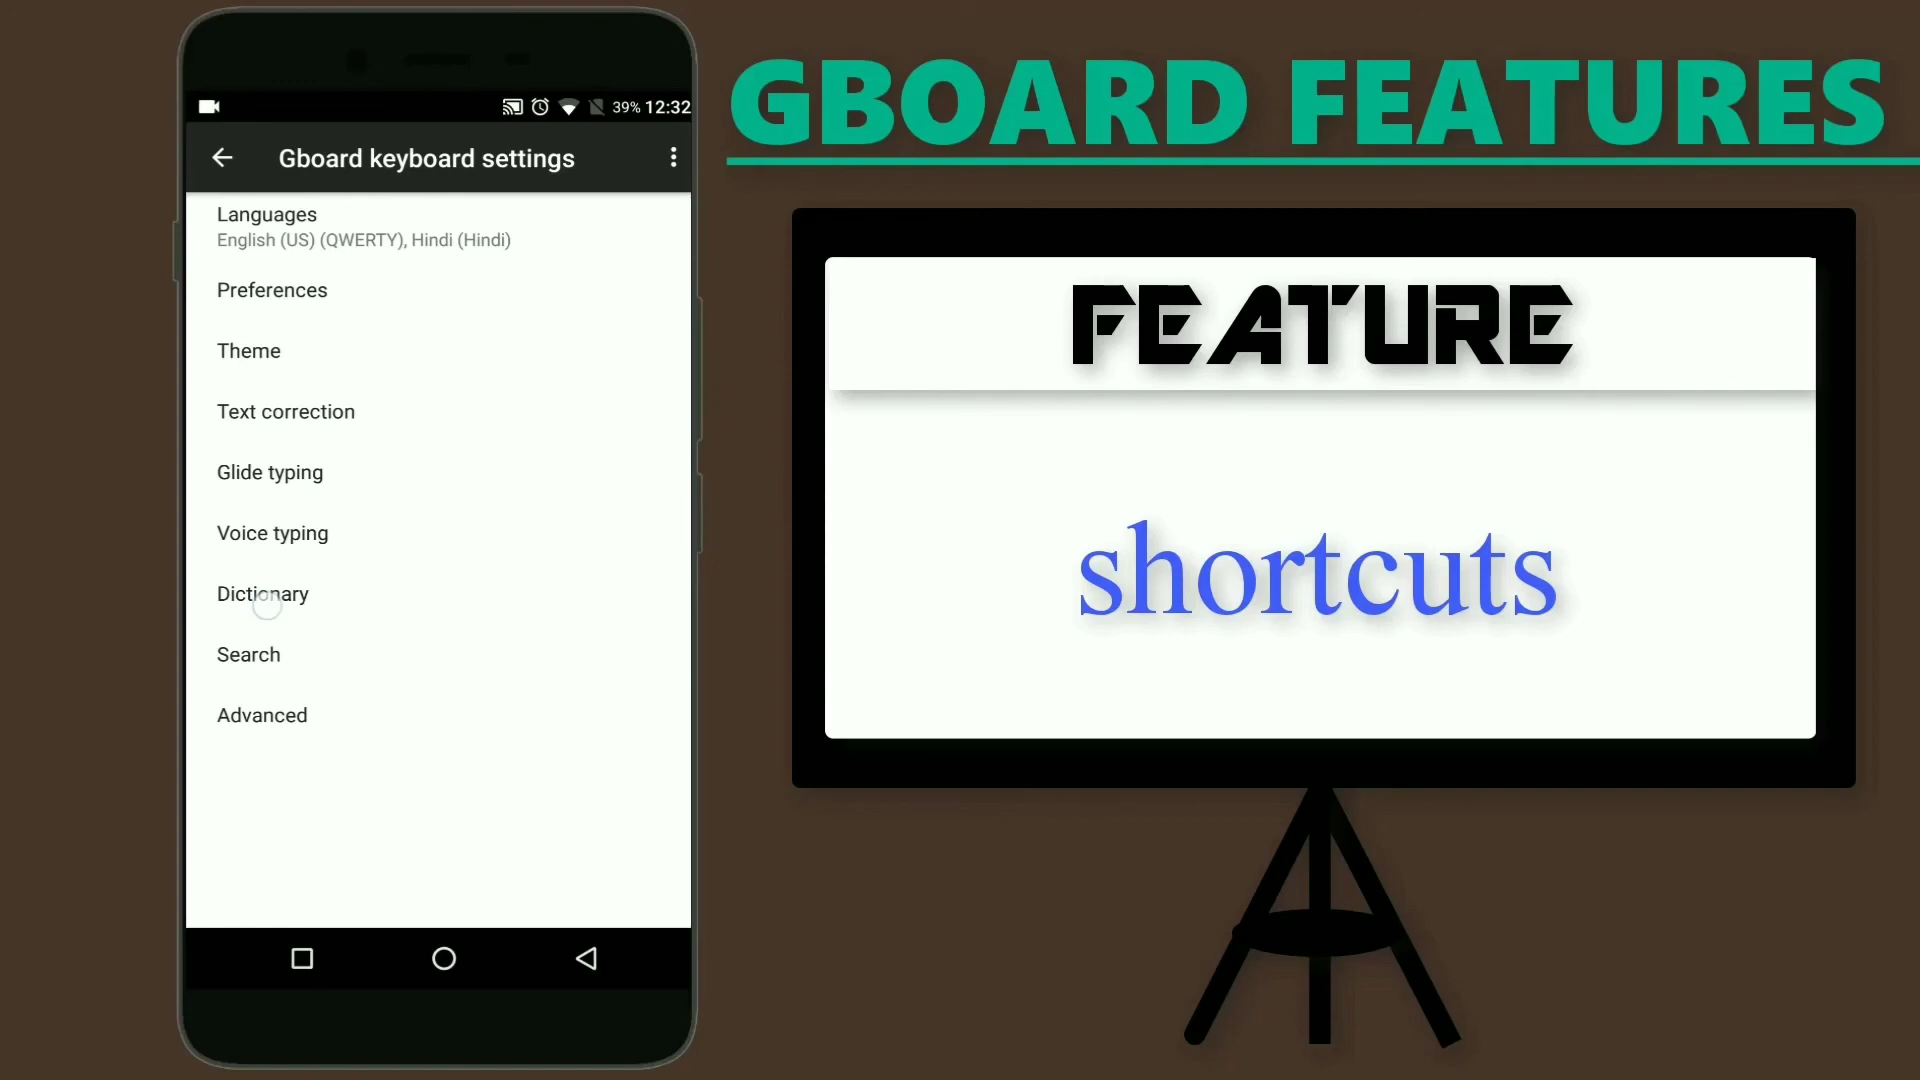 39% 12:32
Gboard keyboard settings
Languages
English (US) (QWERTY), Hindi (Hindi)
Preferences
Theme
Text correction
Glide typing
Voice typing
Dictionary
Search
Advanced
GBOARD FEATURES
FEATURE
shortcuts